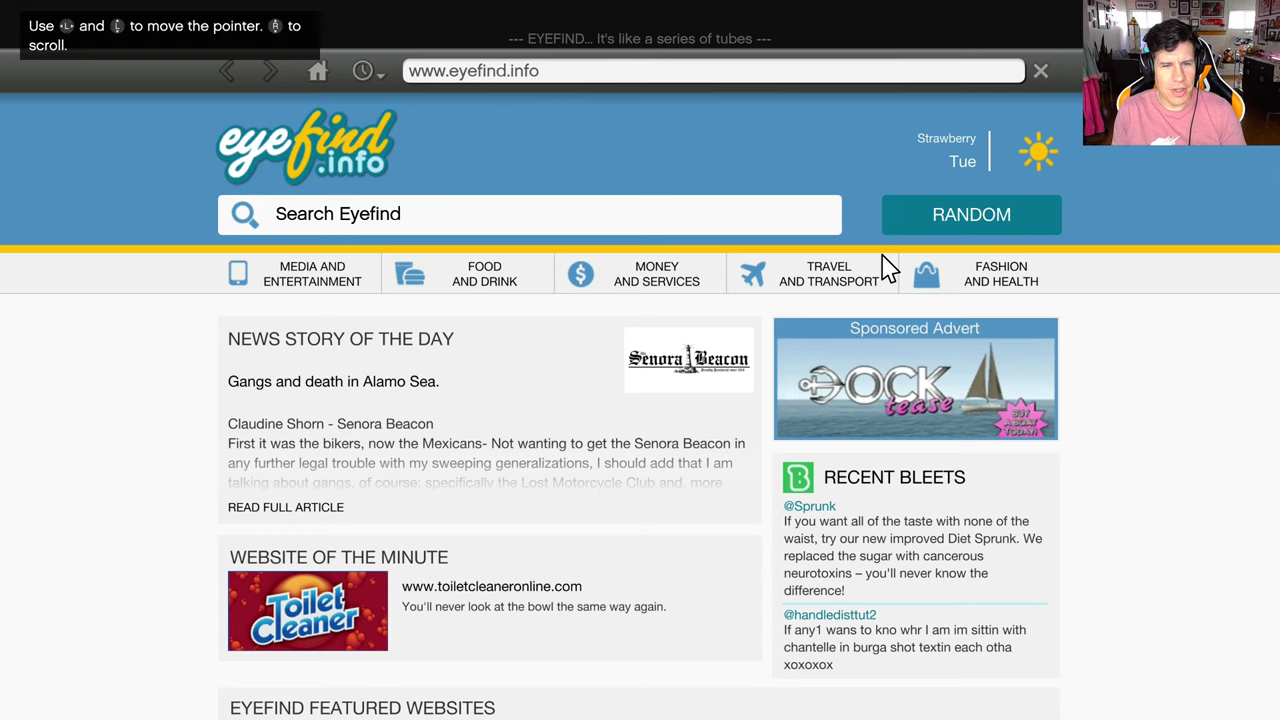 Use L and L to move the pointer. R to
scroll.
--- EYEFIND... It's like a series of tubes ---
www.eyefind.info
eyefind
.info
Strawberry
Tue
Search Eyefind
RANDOM
MEDIA AND
ENTERTAINMENT
FOOD
AND DRINK
MONEY
AND SERVICES
TRAVEL
AND TRANSPORT
FASHION
AND HEALTH
NEWS STORY OF THE DAY
Senora Beacon
Gangs and death in Alamo Sea.
Claudine Shorn - Senora Beacon
First it was the bikers, now the Mexicans- Not wanting to get the Senora Beacon in
any further legal trouble with my sweeping generalizations, I should add that I am
talking about gangs, of course; specifically the Lost Motorcycle Club and, more
READ FULL ARTICLE
Sponsored Advert
DOCK
tease
BUY
A BOAT
TODAY!
B RECENT BLEETS
@Sprunk
If you want all of the taste with none of the
waist, try our new improved Diet Sprunk. We
replaced the sugar with cancerous
neurotoxins – you'll never know the
difference!
@handledisttut2
If any1 wants to kno whr I am im sittin with
chantelle in burga shot textin each otha
xoxoxox
WEBSITE OF THE MINUTE
Toilet
Cleaner
www.toiletcleaneronline.com
You'll never look at the bowl the same way again.
EYEFIND FEATURED WEBSITES